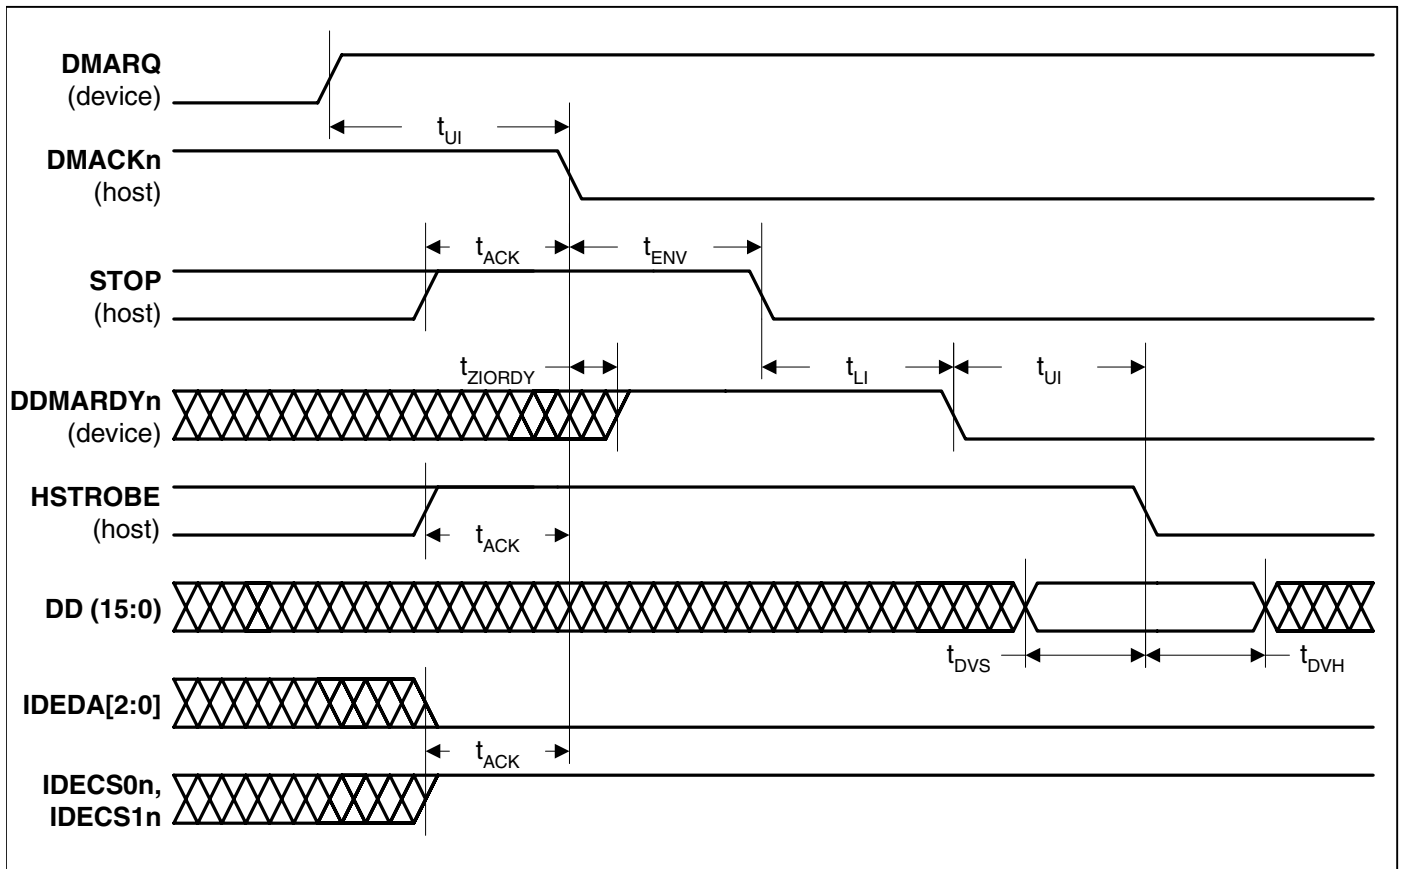 DMARQ
(device)
tUI
DMACKn
(host)
tACK
tENV
STOP
(host)
tZIORDY
tLI
tUI
DDMARDYn
(device)
HSTROBE
(host)
tACK
DD (15:0)
tDVS
tDVH
IDEDA[2:0]
tACK
IDECS0n,
IDECS1n